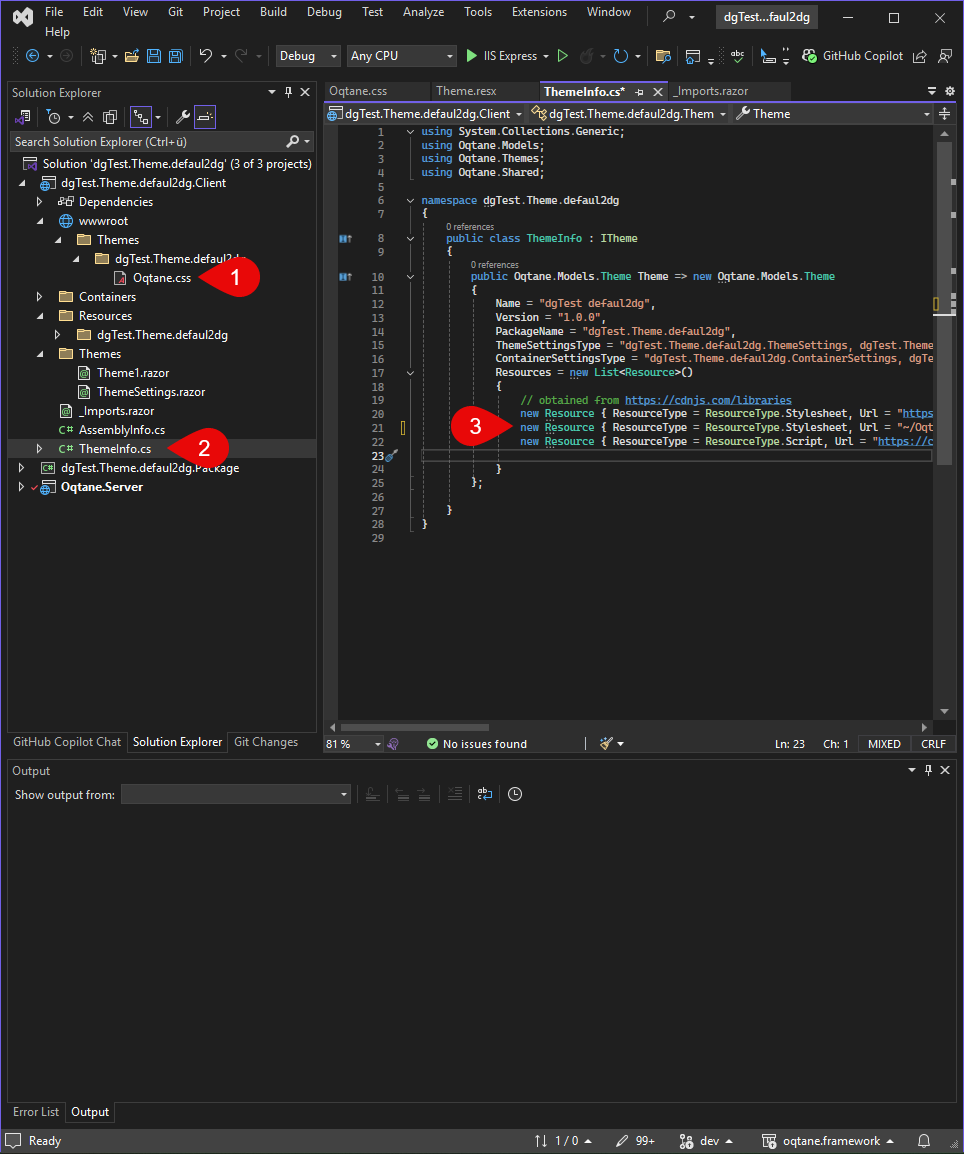 File Edit View Git Project Build Debug Test Analyze Tools Extensions Window dgTest...faul2dg
Help
Debug Any CPU IIS Express GitHub Copilot
Solution Explorer
Search Solution Explorer (Ctrl+ü)
Solution 'dgTest.Theme.defaul2dg' (3 of 3 projects)
dgTest.Theme.defaul2dg.Client
Dependencies
wwwroot
Themes
dgTest.Theme.defaul2dg
Oqtane.css 1
Containers
Resources
dgTest.Theme.defaul2dg
Themes
Theme1.razor
ThemeSettings.razor
_Imports.razor
C# AssemblyInfo.cs
C# ThemeInfo.cs 2
C# dgTest.Theme.defaul2dg.Package
Oqtane.Server
GitHub Copilot Chat Solution Explorer Git Changes
Oqtane.css Theme.resx ThemeInfo.cs* _Imports.razor
dgTest.Theme.defaul2dg.Client dgTest.Theme.defaul2dg.Them Theme
1 using System.Collections.Generic;
2 using Oqtane.Models;
3 using Oqtane.Themes;
4 using Oqtane.Shared;
5
6 namespace dgTest.Theme.defaul2dg
7 {
0 references
8 public class ThemeInfo : ITheme
9 {
0 references
10 public Oqtane.Models.Theme Theme => new Oqtane.Models.Theme
11 {
12 Name = "dgTest defaul2dg",
13 Version = "1.0.0",
14 PackageName = "dgTest.Theme.defaul2dg",
15 ThemeSettingsType = "dgTest.Theme.defaul2dg.ThemeSettings, dgTest.Theme
16 ContainerSettingsType = "dgTest.Theme.defaul2dg.ContainerSettings, dgTe
17 Resources = new List<Resource>()
18 {
19 // obtained from https://cdnjs.com/libraries
20 new Resource { ResourceType = ResourceType.Stylesheet, Url = "https
21 3 new Resource { ResourceType = ResourceType.Stylesheet, Url = "~/Oqt
22 new Resource { ResourceType = ResourceType.Script, Url = "https://c
23
24 }
25 };
26
27 }
28 }
29
81 % No issues found Ln: 23 Ch: 1 MIXED CRLF
Output
Show output from:
Error List Output
Ready 1 / 0 99+ dev oqtane.framework